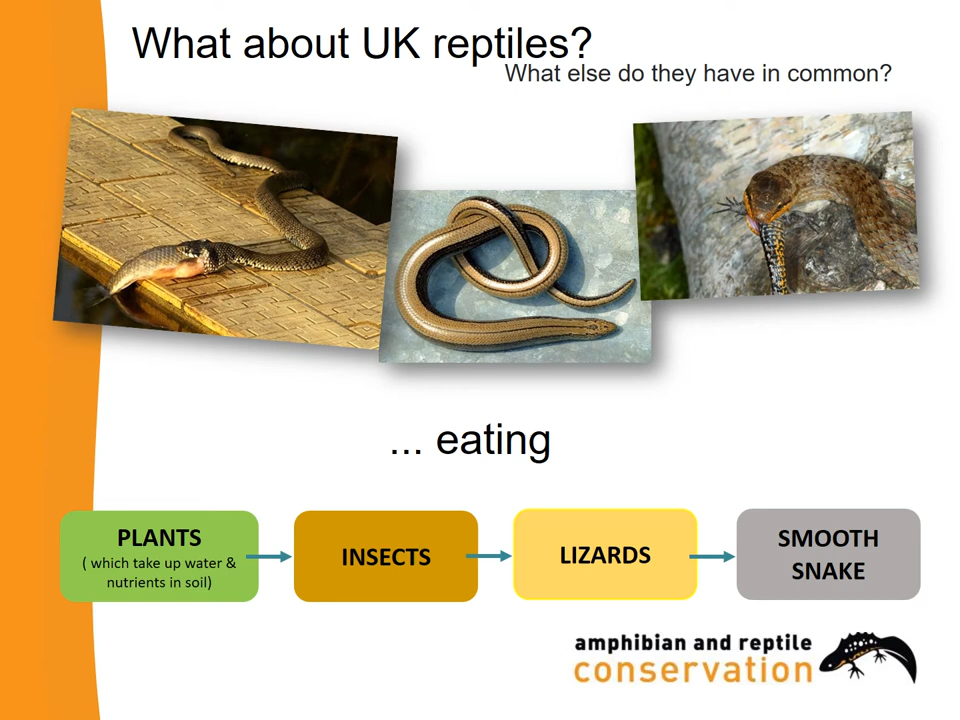 What about UK reptiles?
What else do they have in common?
... eating
PLANTS
( which take up water &
nutrients in soil)
INSECTS
LIZARDS
SMOOTH
SNAKE
amphibian and reptile
conservation